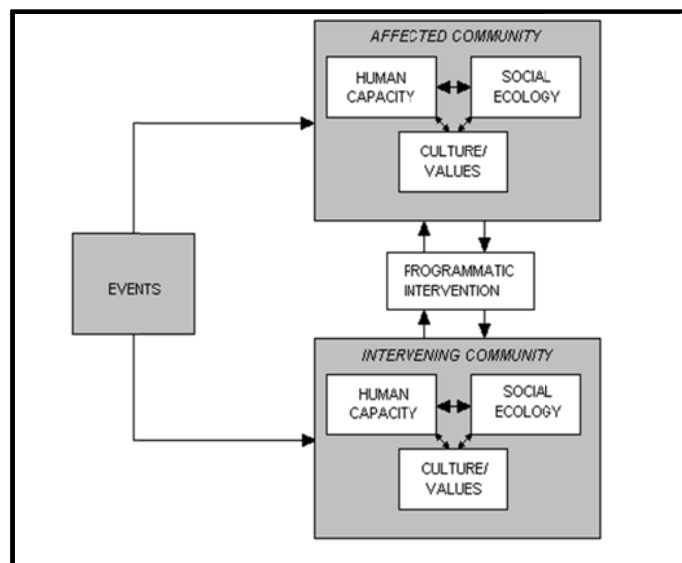 AFFECTED COMMUNITY
HUMAN
CAPACITY
SOCIAL
ECOLOGY
CULTURE/
VALUES
EVENTS
PROGRAMMATIC
INTERVENTION
INTERVENING COMMUNITY
HUMAN
CAPACITY
SOCIAL
ECOLOGY
CULTURE/
VALUES